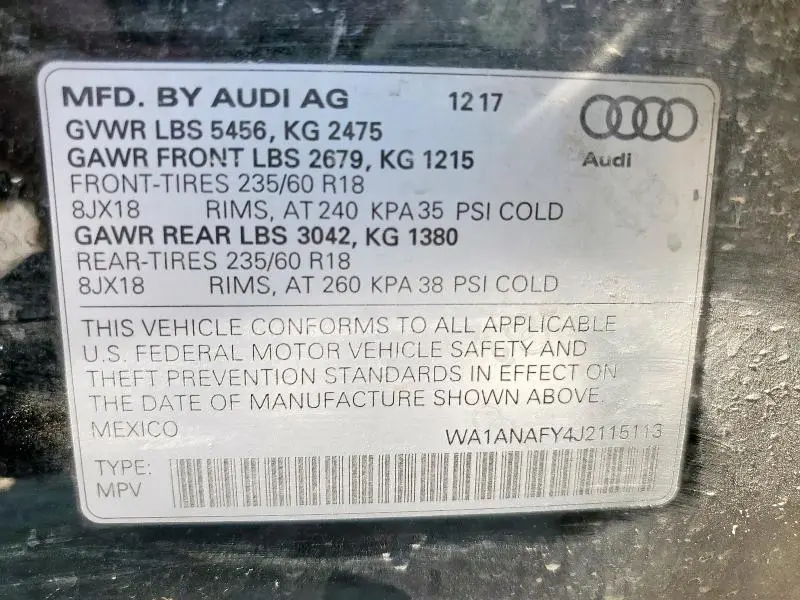 MFD. BY AUDI AG 12 17
GVWR LBS 5456, KG 2475
GAWR FRONT LBS 2679, KG 1215
Audi
FRONT-TIRES 235/60 R18
8JX18 RIMS, AT 240 KPA 35 PSI COLD
GAWR REAR LBS 3042, KG 1380
REAR-TIRES 235/60 R18
8JX18 RIMS, AT 260 KPA 38 PSI COLD
THIS VEHICLE CONFORMS TO ALL APPLICABLE
U.S. FEDERAL MOTOR VEHICLE SAFETY AND
THEFT PREVENTION STANDARDS IN EFFECT ON
THE DATE OF MANUFACTURE SHOWN ABOVE.
MEXICO WA1ANAFY4J2115113
TYPE:
MPV